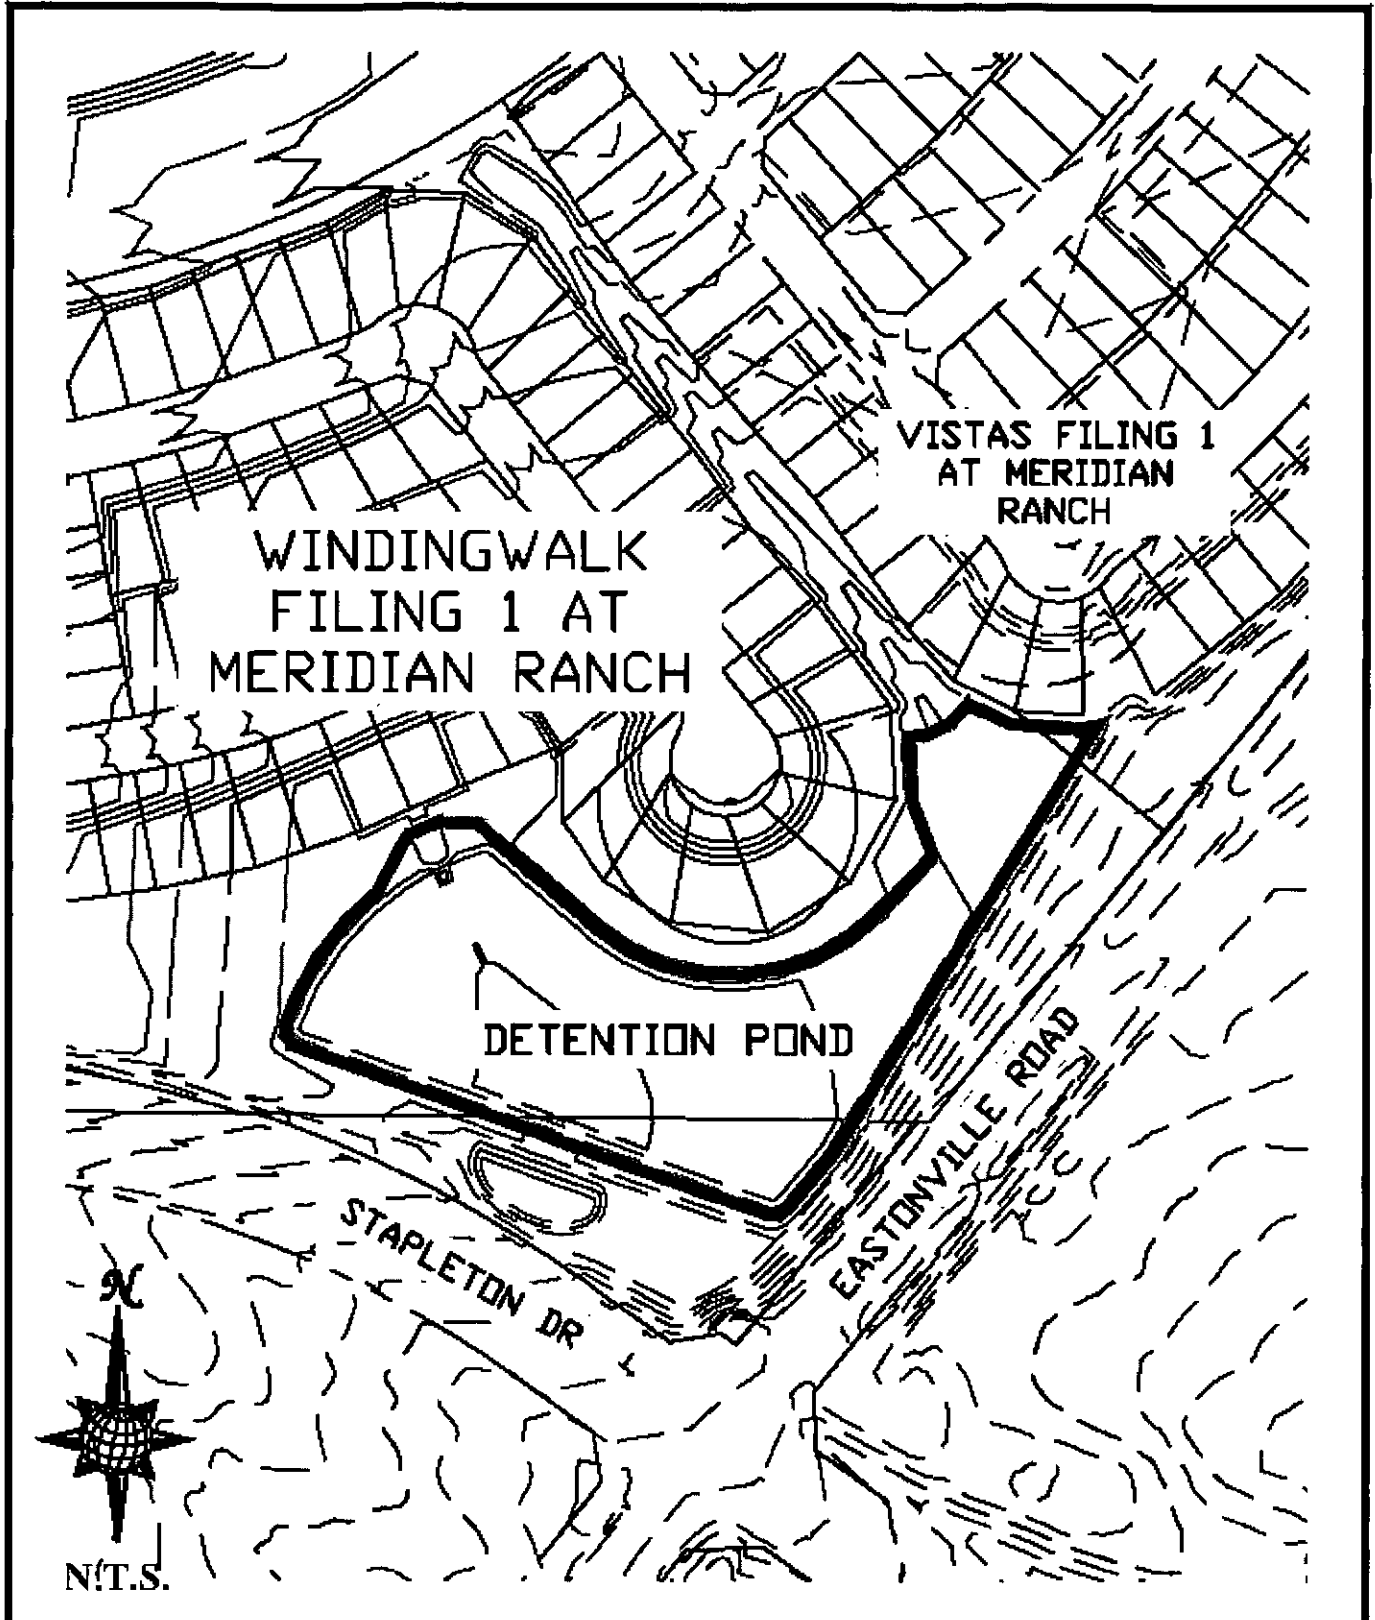 VISTAS FILING 1
AT MERIDIAN
RANCH
WINDINGWALK
FILING 1 AT
MERIDIAN RANCH
DETENTION POND
EASTONVILLE ROAD
STAPLETON DR
N
N.T.S.